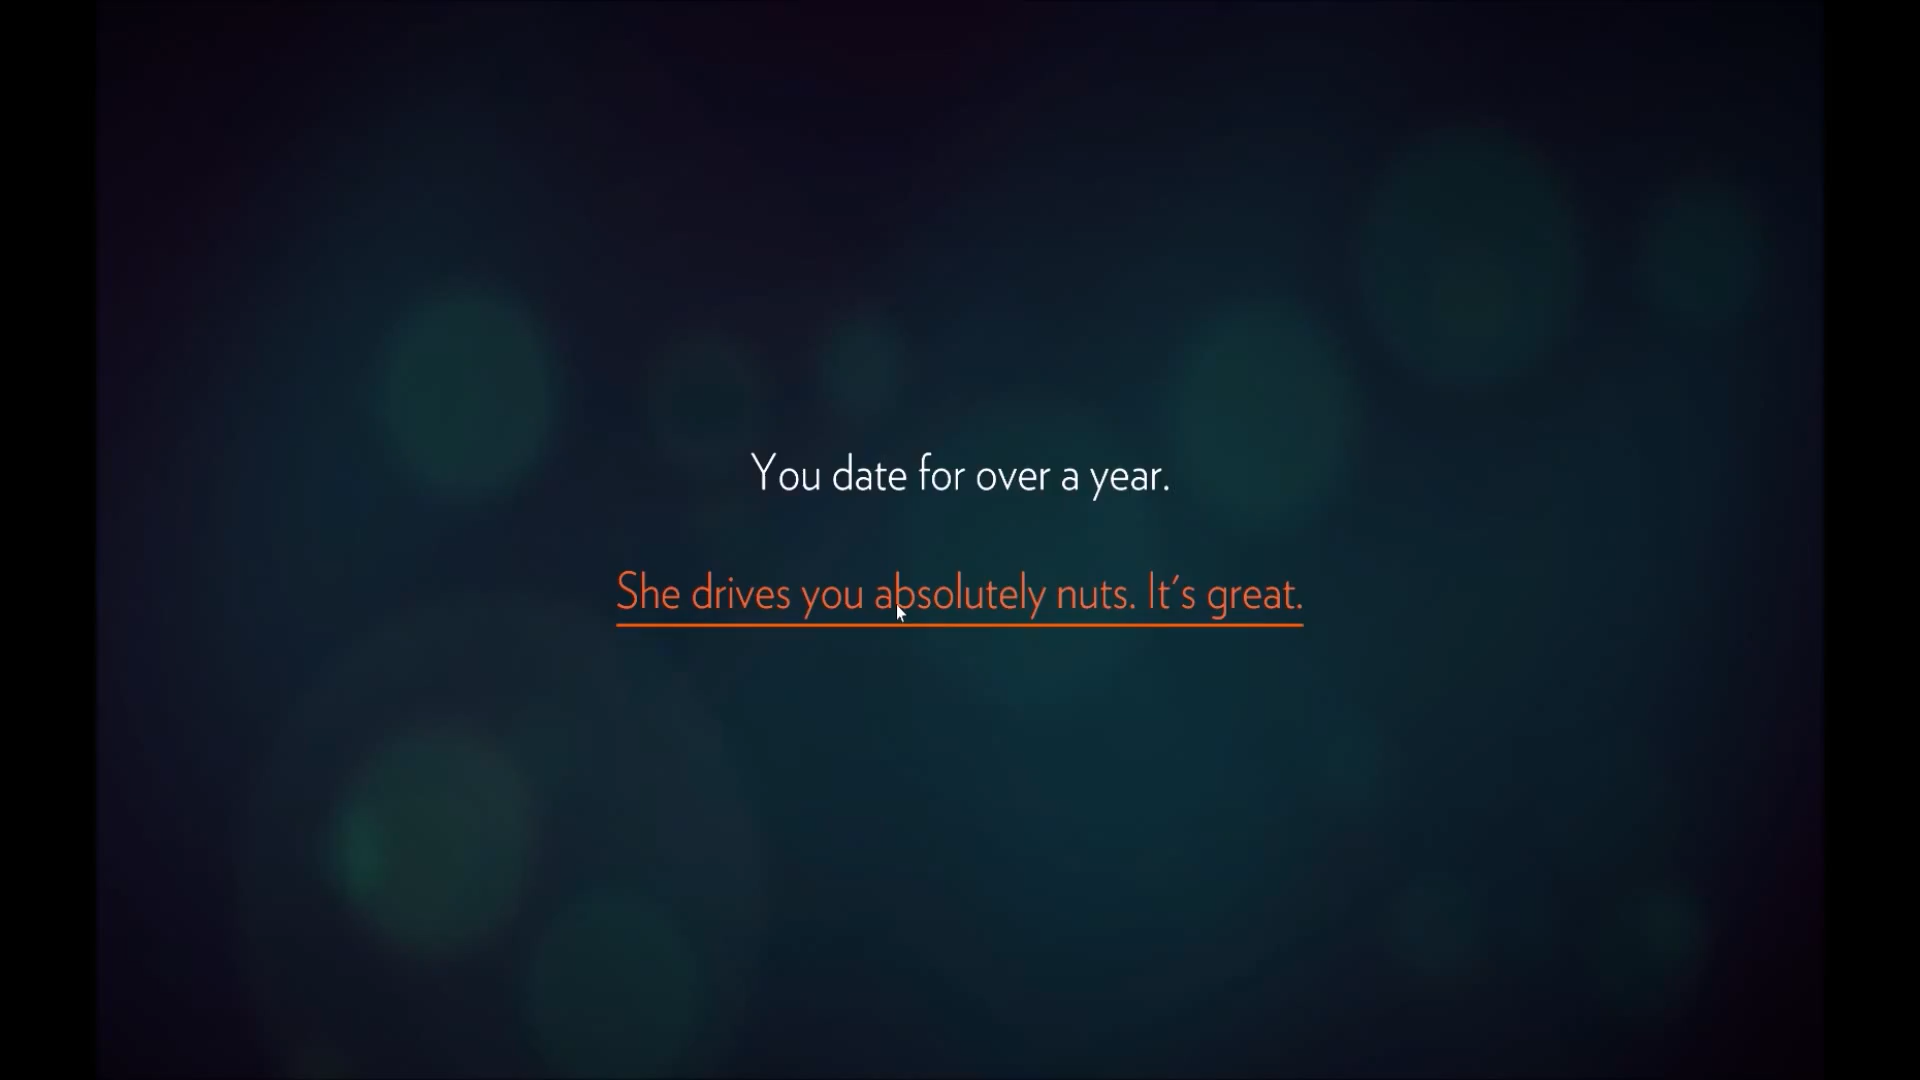 You date for over a year.
She drives you absolutely nuts. It's great.